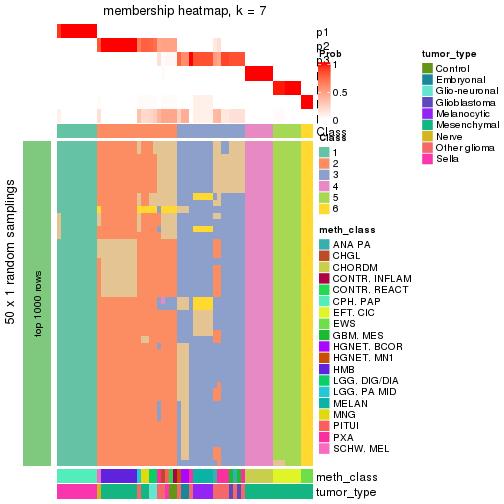 membership heatmap, k = 7
p1
p2
p3
Class
50 x 1 random samplings
top 1000 rows
meth_class
tumor_type
Prob
1
0.5
0
Class
1
2
3
4
5
6
meth_class
ANA PA
CHGL
CHORDM
CONTR, INFLAM
CONTR, REACT
CPH, PAP
EFT, CIC
EWS
GBM, MES
HGNET, BCOR
HGNET, MN1
HMB
LGG, DIG/DIA
LGG, PA MID
MELAN
MNG
PITUI
PXA
SCHW, MEL
tumor_type
Control
Embryonal
Glio-neuronal
Glioblastoma
Melanocytic
Mesenchymal
Nerve
Other glioma
Sella